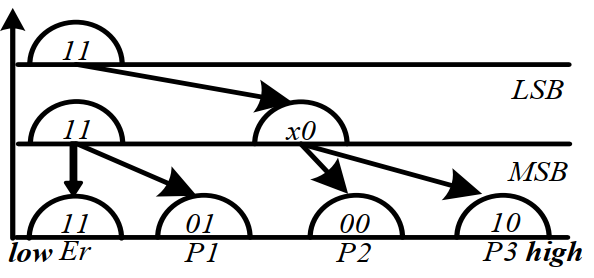 11
LSB
11 x0
MSB
11 01 00 10
low Er P1 P2 P3 high